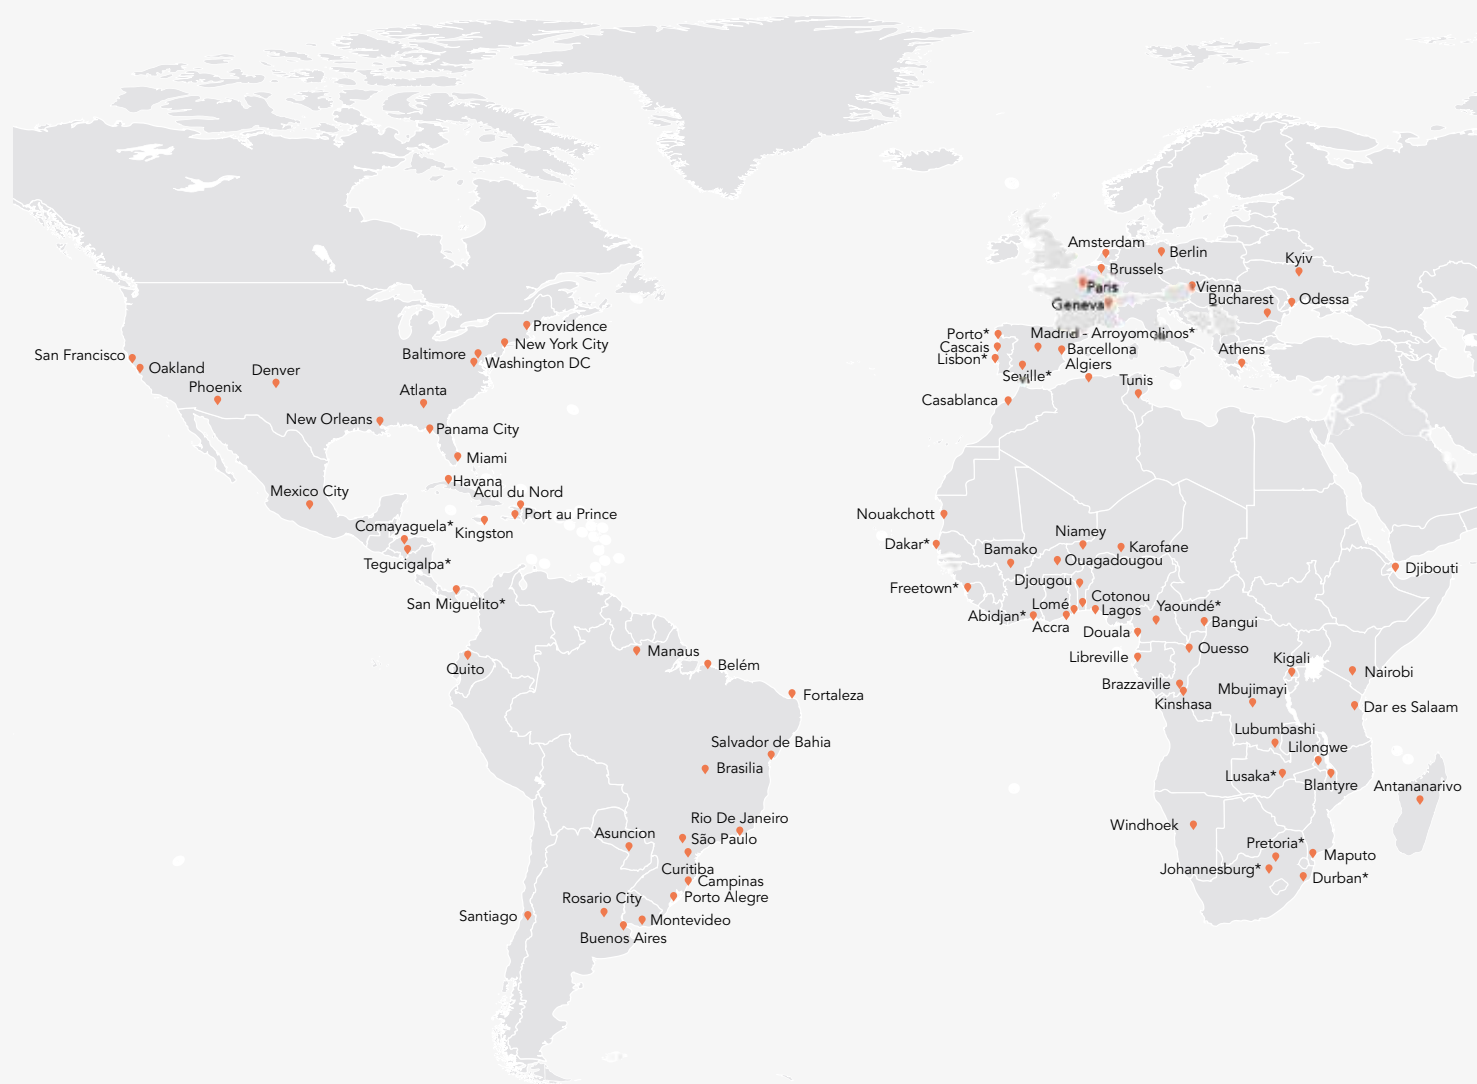 Amsterdam
Berlin
Brussels
Kyiv
Paris
Vienna
Geneva
Bucharest
Odessa
Providence
New York City
Porto*
Madrid - Arroyomolinos*
San Francisco
Baltimore
Cascais
Barcellona
Athens
Oakland
Washington DC
Lisbon*
Algiers
Denver
Seville*
Tunis
Phoenix
Atlanta
Casablanca
New Orleans
Panama City
Miami
Havana
Mexico City
Acul du Nord
Port au Prince
Nouakchott
Comayaguela*
Kingston
Niamey
Dakar*
Bamako
Karofane
Tegucigalpa*
Ouagadougou
Djibouti
Djougou
Freetown*
Cotonou
San Miguelito*
Lomé
Lagos
Yaoundé*
Abidjan*
Accra
Bangui
Douala
Manaus
Ouesso
Quito
Belém
Libreville
Kigali
Nairobi
Brazzaville
Mbujimayi
Fortaleza
Kinshasa
Dar es Salaam
Salvador de Bahia
Lubumbashi
Lilongwe
Brasilia
Lusaka*
Blantyre
Antananarivo
Rio De Janeiro
Windhoek
Asuncion
São Paulo
Pretoria*
Maputo
Curitiba
Johannesburg*
Campinas
Durban*
Rosario City
Porto Alegre
Santiago
Montevideo
Buenos Aires